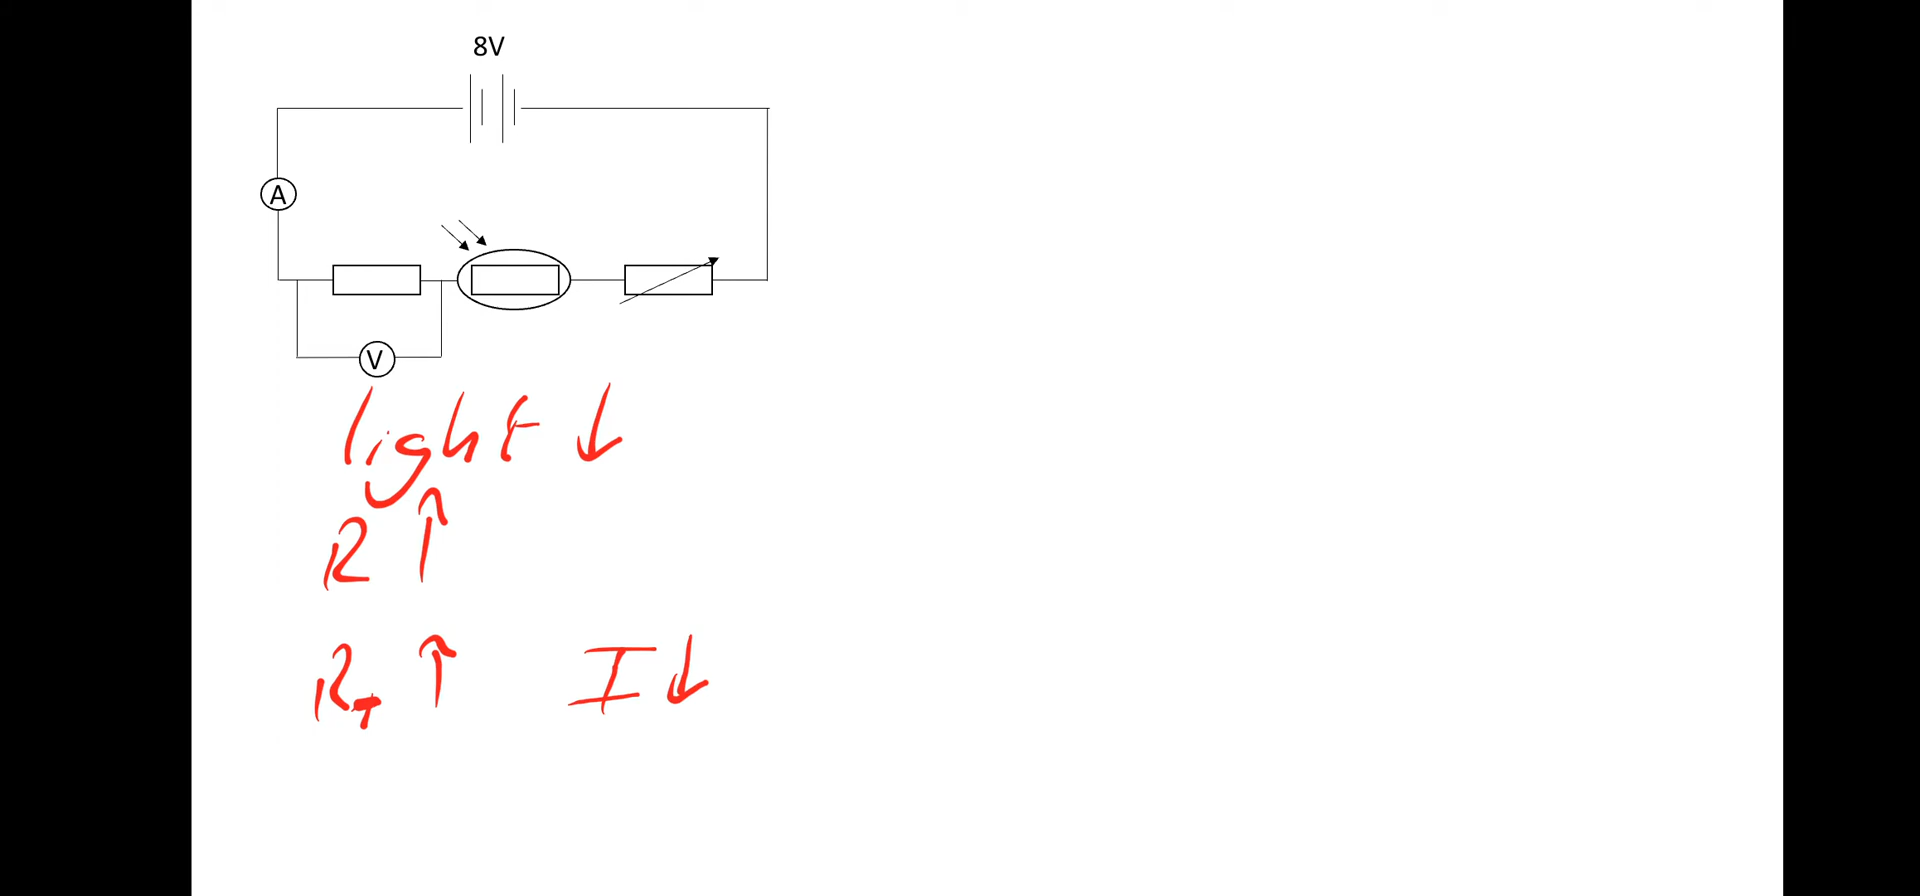 8V
A
V
light ↓
R ↑
R_T ↑ I ↓